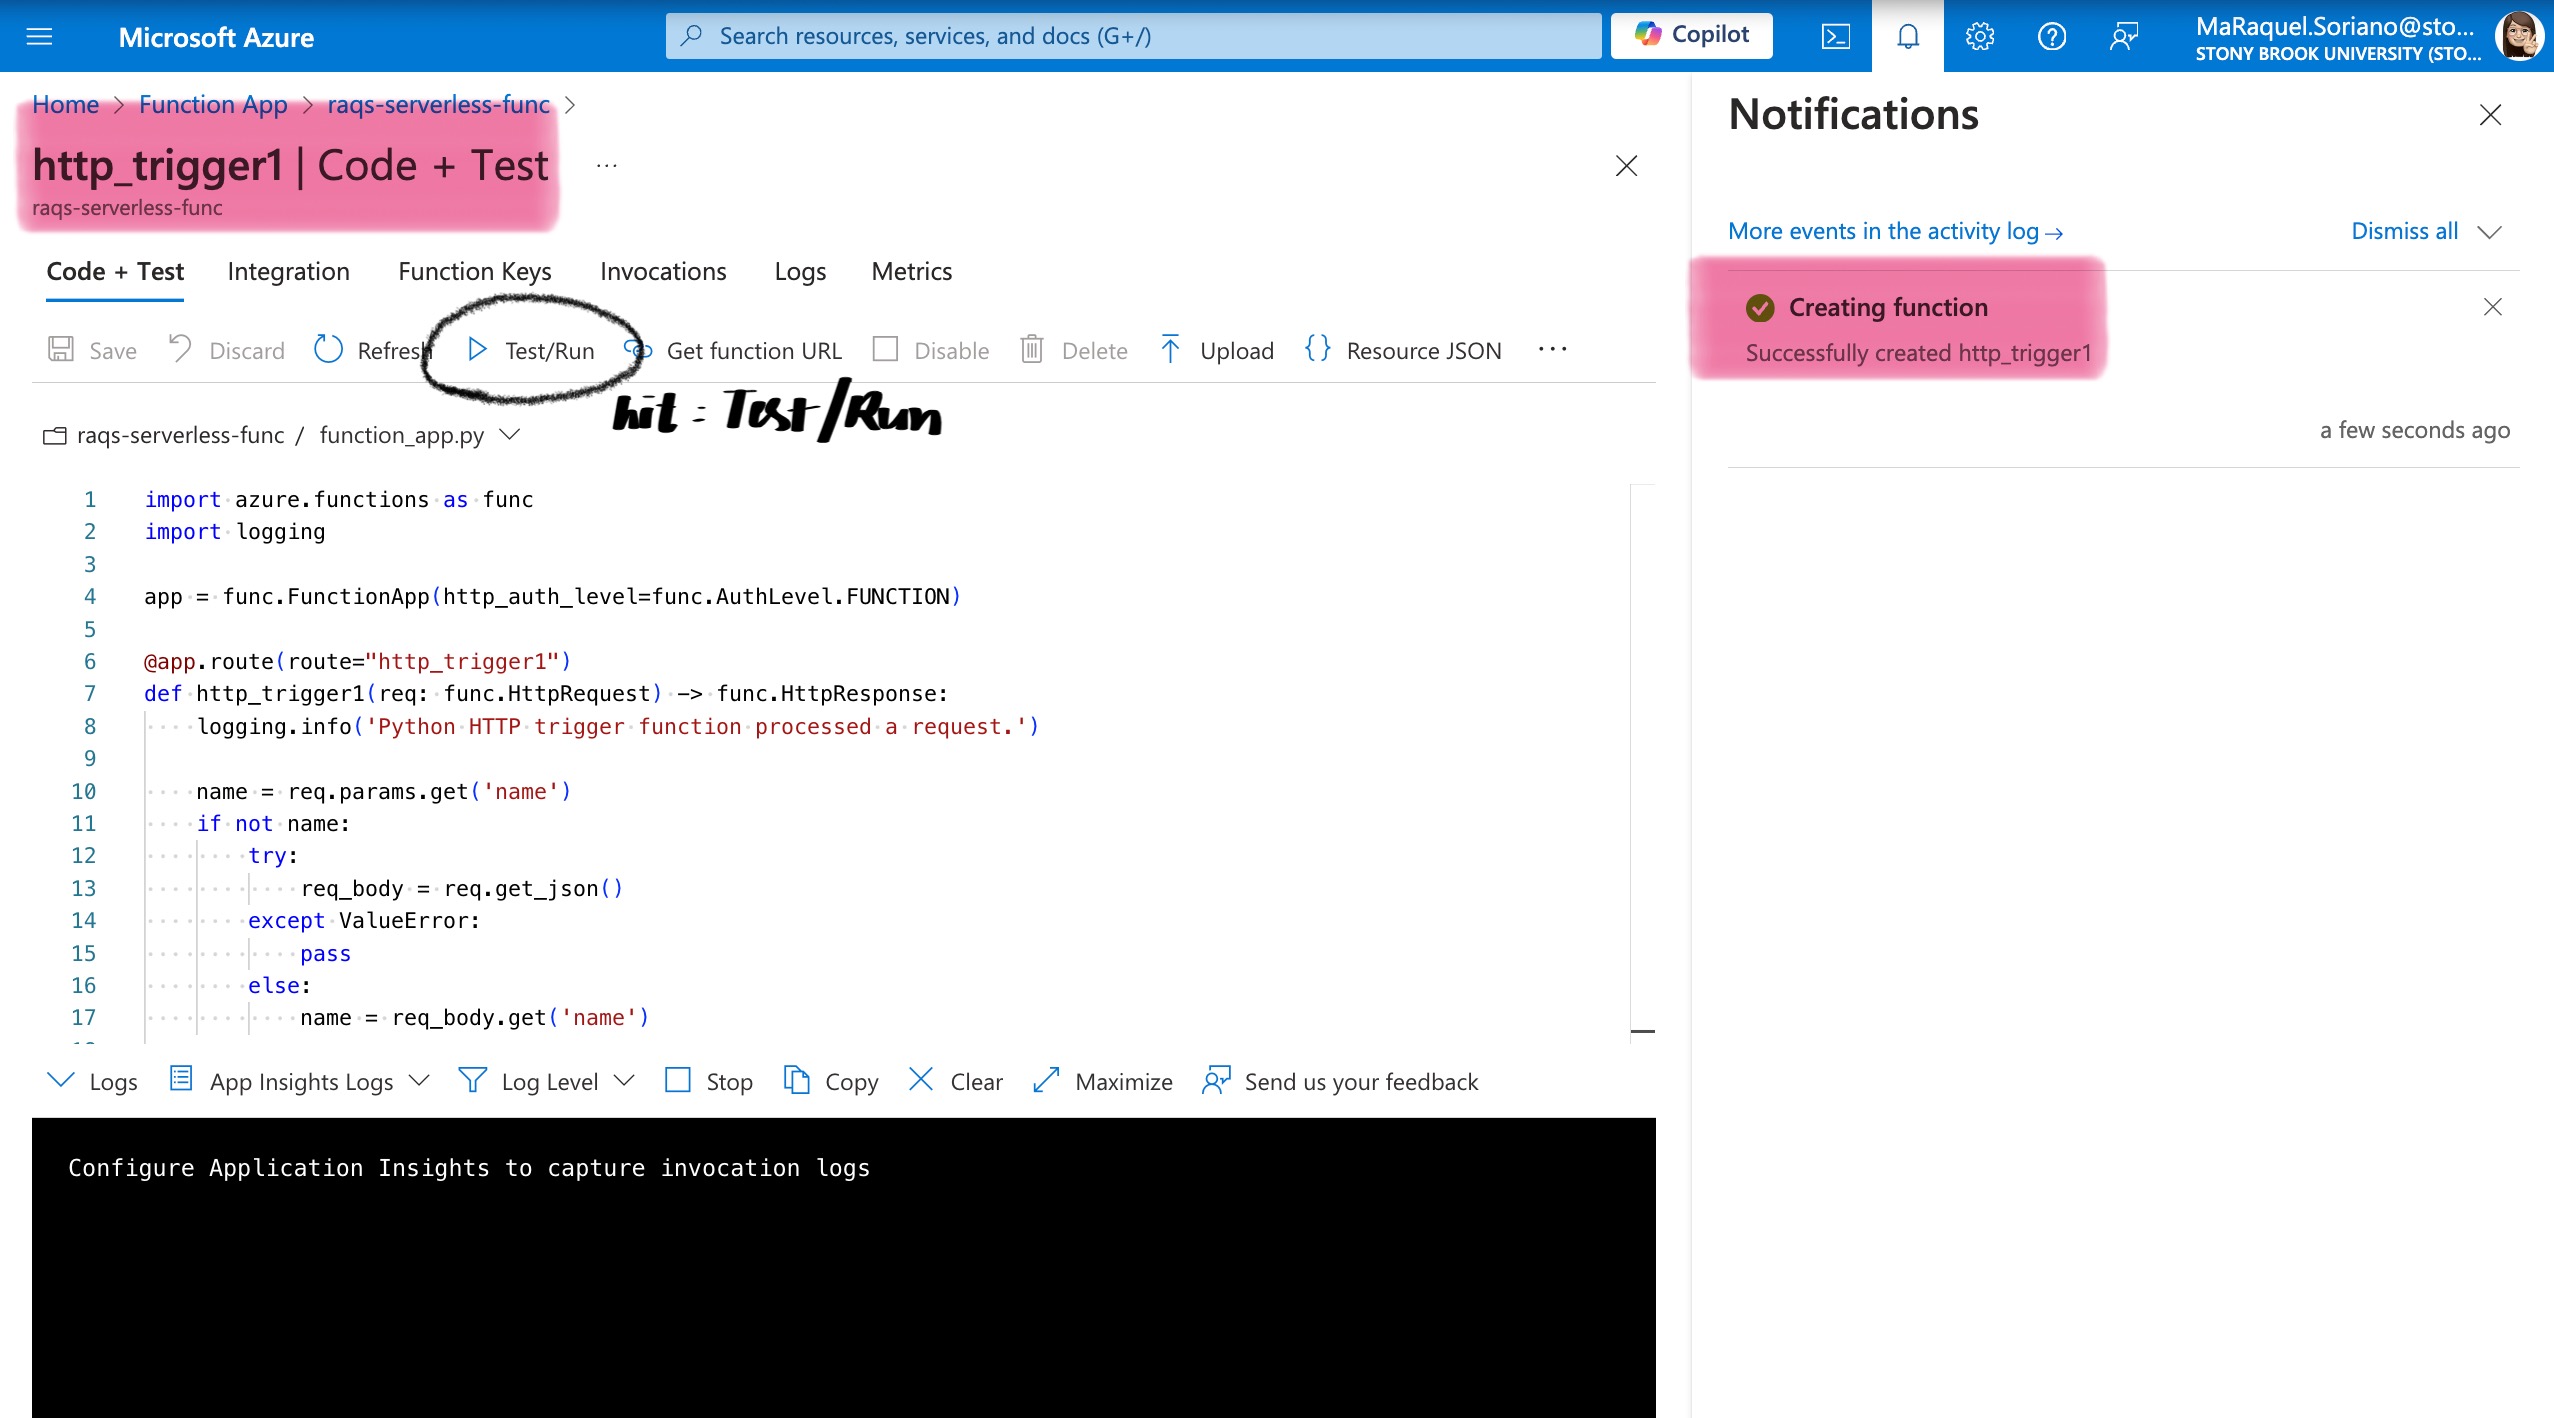 Microsoft Azure
Search resources, services, and docs (G+/)
Copilot
MaRaquel.Soriano@sto...
STONY BROOK UNIVERSITY (STO...
Home > Function App > raqs-serverless-func >
http_trigger1 | Code + Test ...
raqs-serverless-func
Code + Test Integration Function Keys Invocations Logs Metrics
Save Discard Refresh Test/Run Get function URL Disable Delete Upload Resource JSON ...
hit: Test/Run
raqs-serverless-func / function_app.py
1 import azure.functions as func
2 import logging
3
4 app = func.FunctionApp(http_auth_level=func.AuthLevel.FUNCTION)
5
6 @app.route(route="http_trigger1")
7 def http_trigger1(req: func.HttpRequest) -> func.HttpResponse:
8 logging.info('Python HTTP trigger function processed a request.')
9
10 name = req.params.get('name')
11 if not name:
12 try:
13 req_body = req.get_json()
14 except ValueError:
15 pass
16 else:
17 name = req_body.get('name')
Logs App Insights Logs Log Level Stop Copy Clear Maximize Send us your feedback
Configure Application Insights to capture invocation logs
Notifications
More events in the activity log →
Dismiss all
Creating function
Successfully created http_trigger1
a few seconds ago